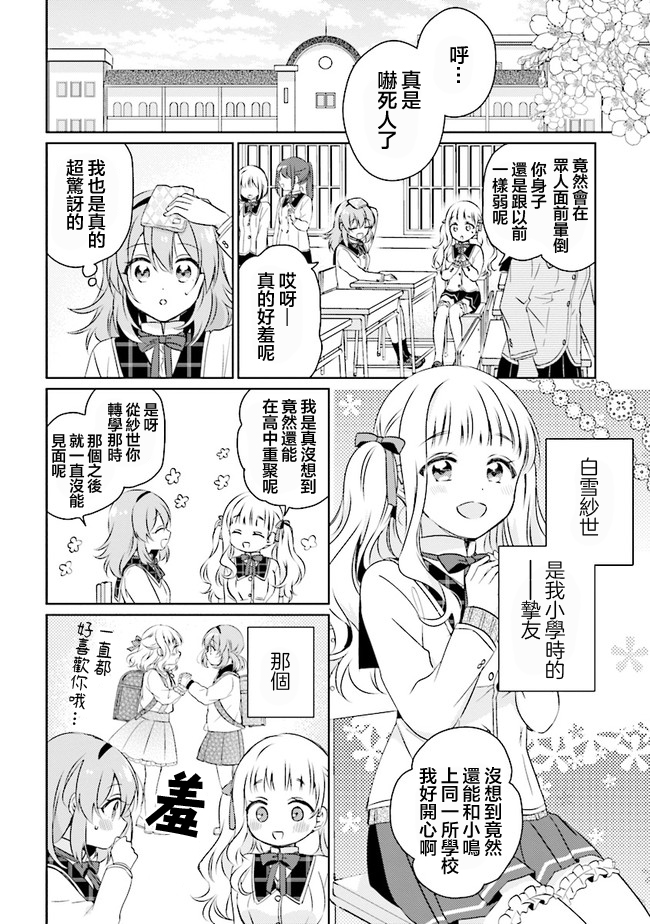 呼…
真是
嚇死人了
竟然會在
眾人面前暈倒
你身子
還是跟以前
一樣弱呢
哎呀—
真的好羞呢
我也是真的
超驚訝的
白雪紗世
是我小學時的
——摯友
沒想到竟然
還能和小鳴
上同一所學校
我好開心啊
我是真沒想到
竟然還能
在高中重聚呢
是呀
從紗世你
轉學那時
那個之後
就一直沒能
見面呢
那個
一直都
好喜歡你哦…
羞